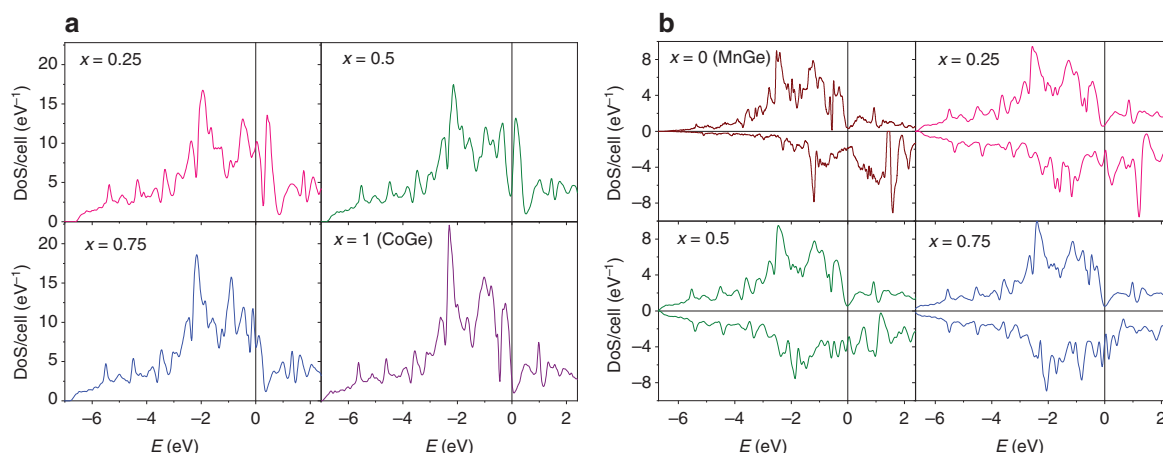 a
b
x = 0.25
x = 0.5
x = 0 (MnGe)
x = 0.25
x = 0.75
x = 1 (CoGe)
x = 0.5
x = 0.75
DoS/cell (eV⁻¹)
20
15
10
5
0
DoS/cell (eV⁻¹)
20
15
10
5
0
−6
−4
−2
0
2
−6
−4
−2
0
2
E (eV)
E (eV)
DoS/cell (eV⁻¹)
8
4
0
−4
−8
DoS/cell (eV⁻¹)
8
4
0
−4
−8
−6
−4
−2
0
2
−6
−4
−2
0
2
E (eV)
E (eV)